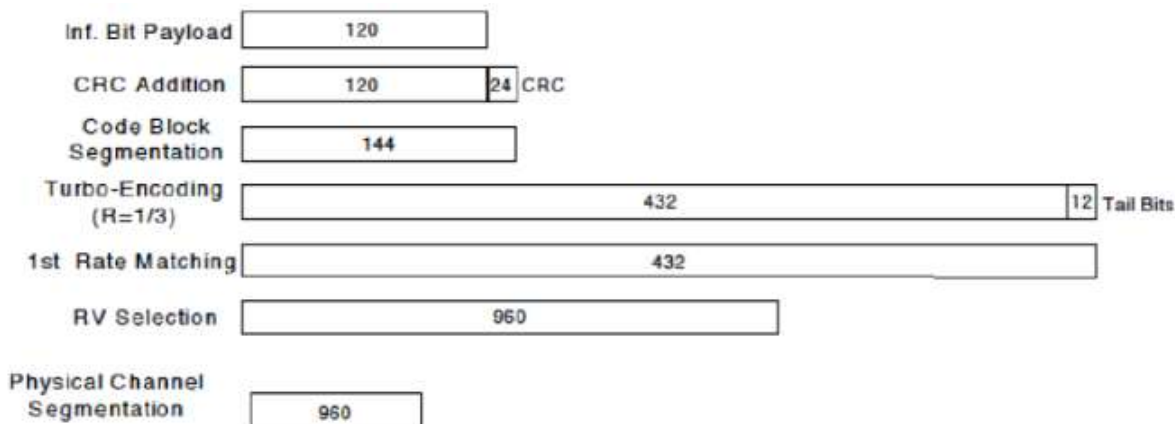 Inf. Bit Payload 120
CRC Addition 120 24 CRC
Code Block
Segmentation 144
Turbo-Encoding
(R=1/3) 432 12 Tail Bits
1st Rate Matching 432
RV Selection 960
Physical Channel
Segmentation 960